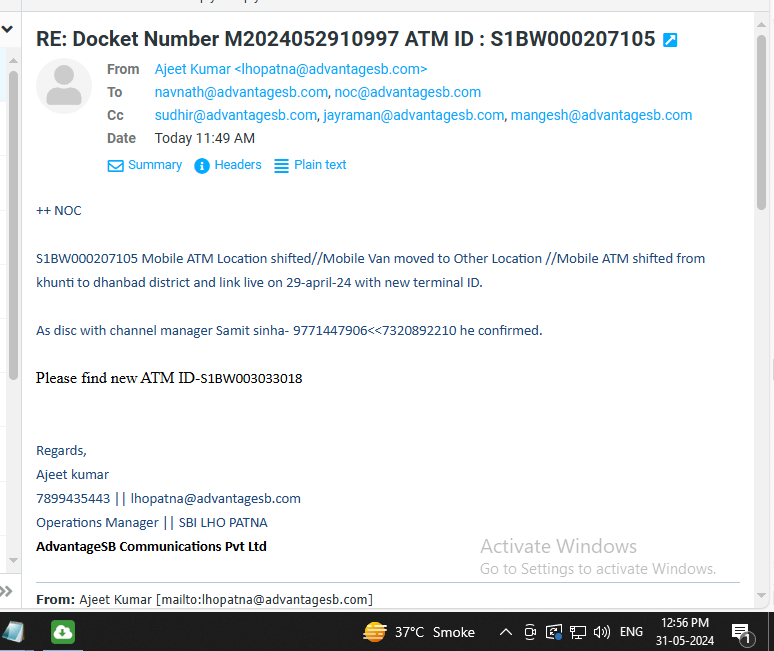 RE: Docket Number M2024052910997 ATM ID : S1BW000207105
From Ajeet Kumar <lhopatna@advantagesb.com>
To navnath@advantagesb.com, noc@advantagesb.com
Cc sudhir@advantagesb.com, jayraman@advantagesb.com, mangesh@advantagesb.com
Date Today 11:49 AM
Summary Headers Plain text
++ NOC
S1BW000207105 Mobile ATM Location shifted//Mobile Van moved to Other Location //Mobile ATM shifted from
khunti to dhanbad district and link live on 29-april-24 with new terminal ID.
As disc with channel manager Samit sinha- 9771447906<<7320892210 he confirmed.
Please find new ATM ID-S1BW003033018
Regards,
Ajeet kumar
7899435443 || lhopatna@advantagesb.com
Operations Manager || SBI LHO PATNA
AdvantageSB Communications Pvt Ltd
Activate Windows
Go to Settings to activate Windows.
From: Ajeet Kumar [mailto:lhopatna@advantagesb.com]
37°C Smoke ENG 12:56 PM
31-05-2024
1